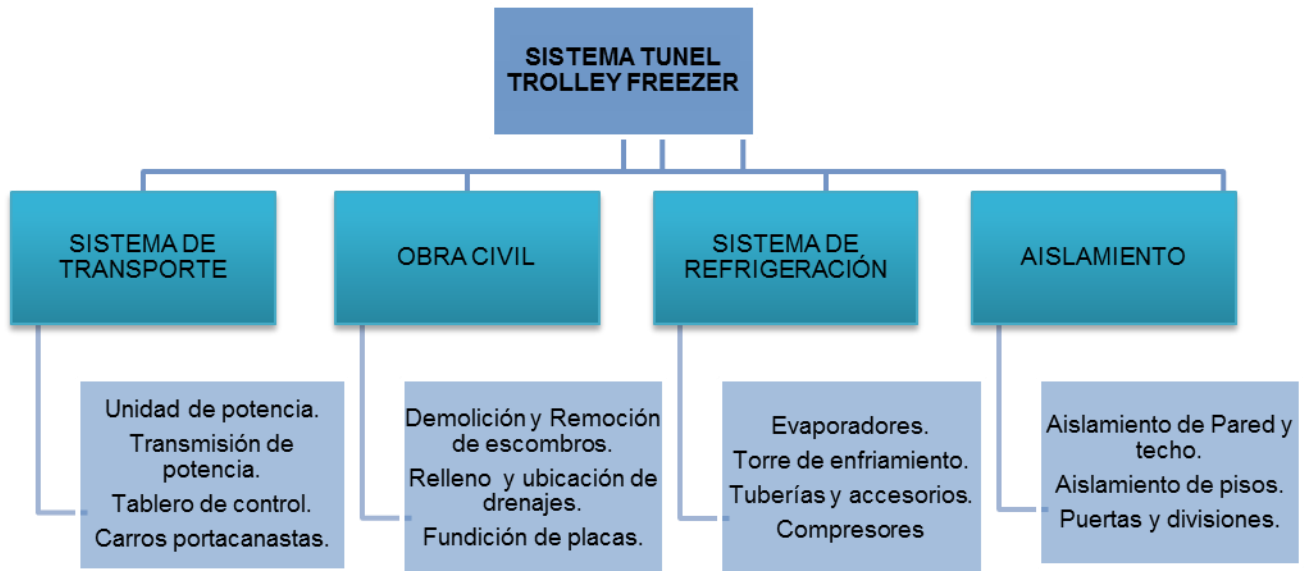 SISTEMA TUNEL
TROLLEY FREEZER
SISTEMA DE
TRANSPORTE
OBRA CIVIL
SISTEMA DE
REFRIGERACIÓN
AISLAMIENTO
Unidad de potencia.
Transmisión de
potencia.
Tablero de control.
Carros portacanastas.
Demolición y Remoción
de escombros.
Relleno y ubicación de
drenajes.
Fundición de placas.
Evaporadores.
Torre de enfriamiento.
Tuberías y accesorios.
Compresores
Aislamiento de Pared y
techo.
Aislamiento de pisos.
Puertas y divisiones.